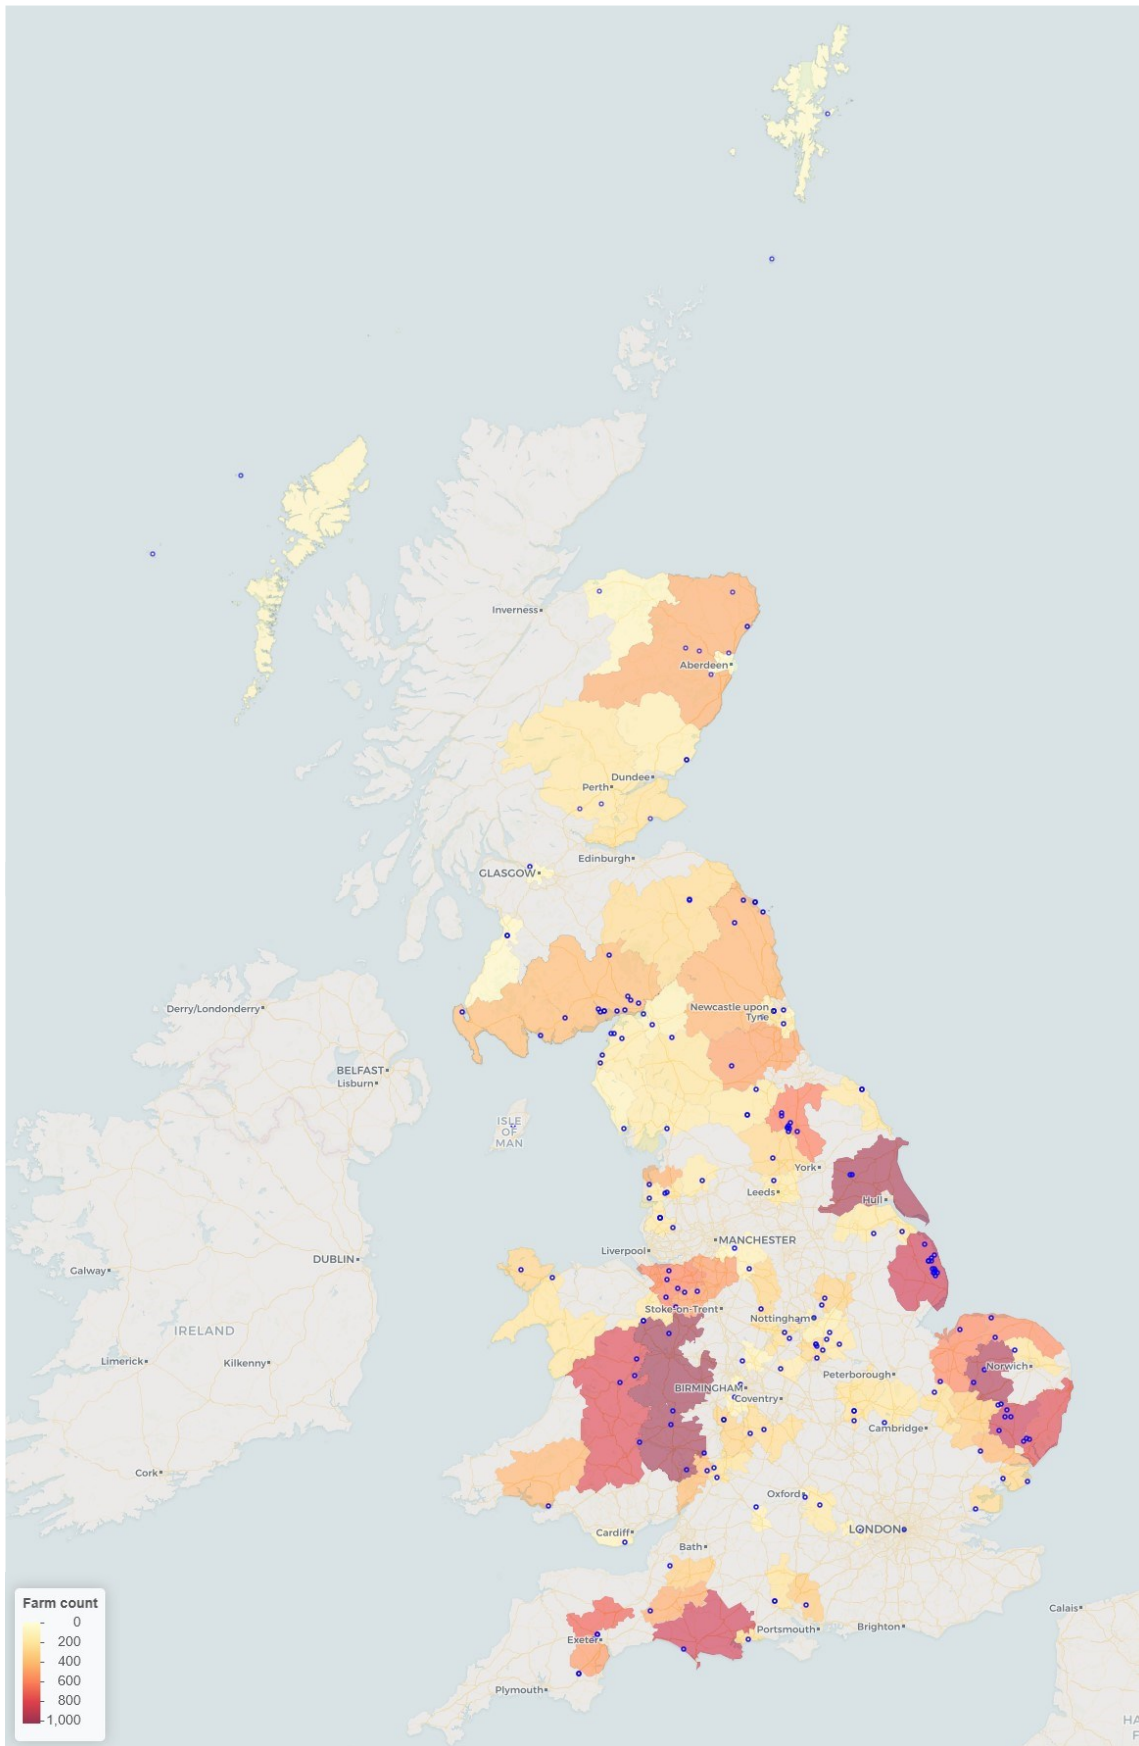 Inverness
Aberdeen
Dundee
Perth
Edinburgh
GLASGOW
Derry/Londonderry
Newcastle upon
Tyne
BELFAST
Lisburn
ISLE
OF
MAN
York
Leeds
Hull
MANCHESTER
Liverpool
DUBLIN
Galway
Stoke-on-Trent
Nottingham
IRELAND
Limerick
Kilkenny
Norwich
Peterborough
BIRMINGHAM
Coventry
Cambridge
Cork
Oxford
LONDON
Cardiff
Bath
Farm count
0
200
400
600
800
1,000
Calais
Portsmouth
Brighton
Exeter
Plymouth
HA
F